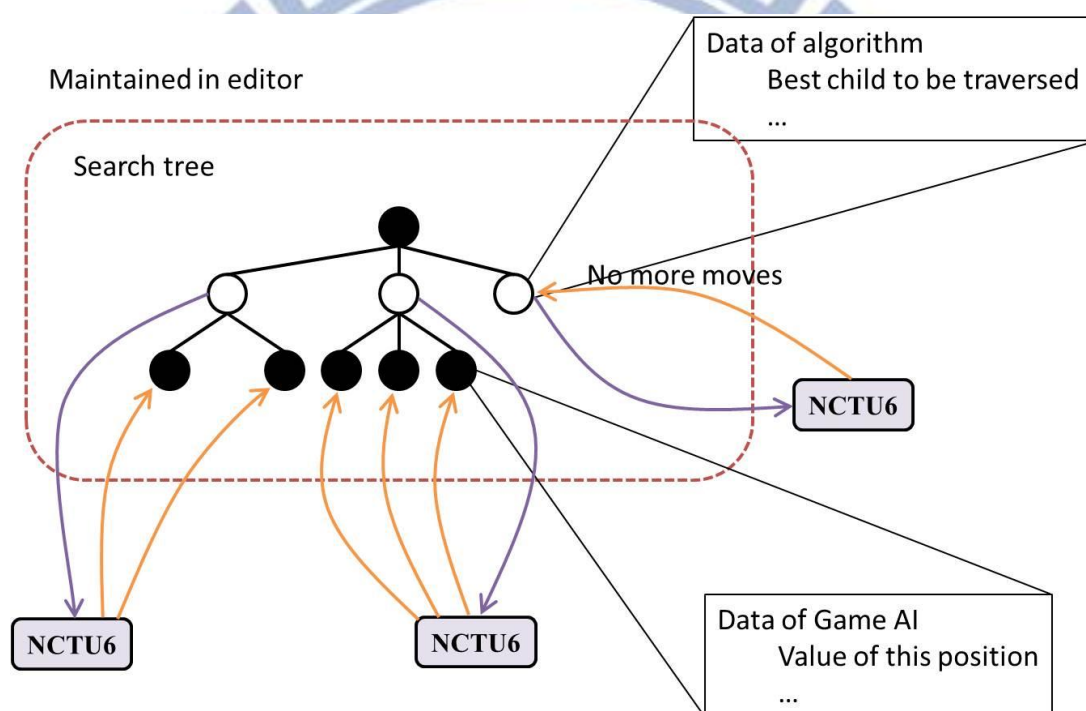 Data of algorithm
Best child to be traversed
...
Maintained in editor
Search tree
No more moves
NCTU6
NCTU6
NCTU6
Data of Game AI
Value of this position
...